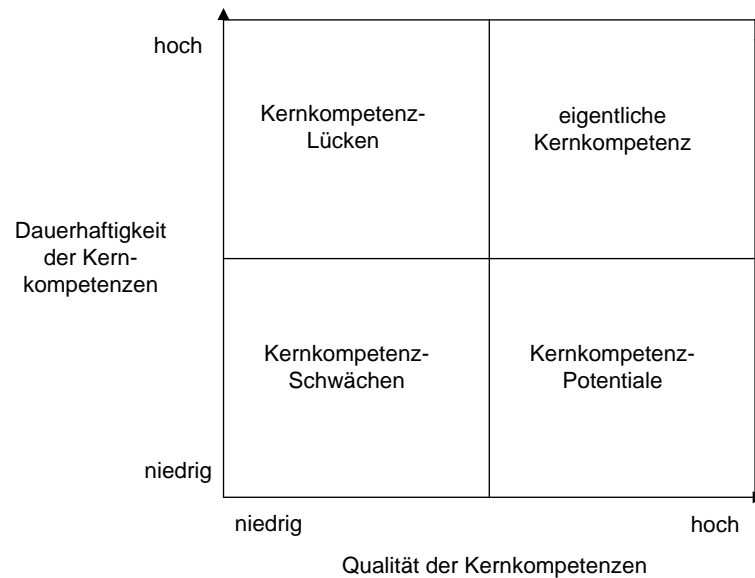 hoch
Kernkompetenz-
Lücken
eigentliche
Kernkompetenz
Dauerhaftigkeit
der Kern-
kompetenzen
Kernkompetenz-
Schwächen
Kernkompetenz-
Potentiale
niedrig
niedrig
hoch
Qualität der Kernkompetenzen